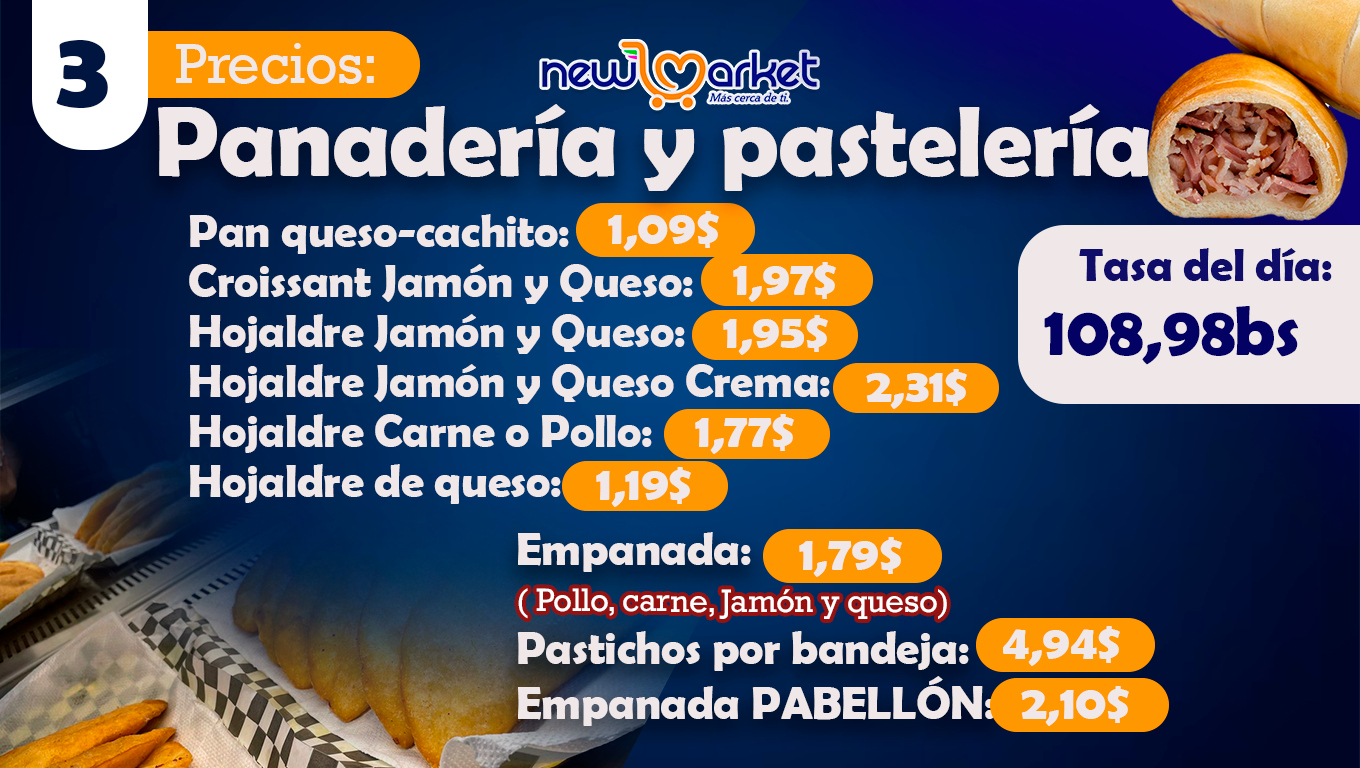 3
Precios:
new market
Más cerca de ti.
Panadería y pastelería
Pan queso-cachito: 1,09$
Croissant Jamón y Queso: 1,97$
Hojaldre Jamón y Queso: 1,95$
Hojaldre Jamón y Queso Crema: 2,31$
Hojaldre Carne o Pollo: 1,77$
Hojaldre de queso: 1,19$
Tasa del día:
108,98bs
Empanada: 1,79$
( Pollo, carne, Jamón y queso)
Pastichos por bandeja: 4,94$
Empanada PABELLÓN: 2,10$